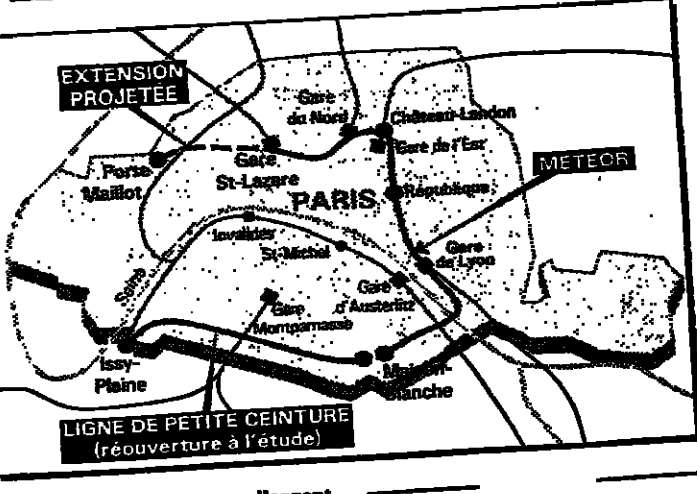 EXTENSION
PROJETÉE
Gare
du Nord
Château-Landon
Gare de l'Est
Porte
Maillot
Gare
St-Lazare
METEOR
PARIS
République
Invalides
St-Michel
Gare
de Lyon
Seine
Gare
d'Austerlitz
Gare
Montparnasse
Issy-
Plaine
Maison-
Blanche
LIGNE DE PETITE CEINTURE
(réouverture à l'étude)